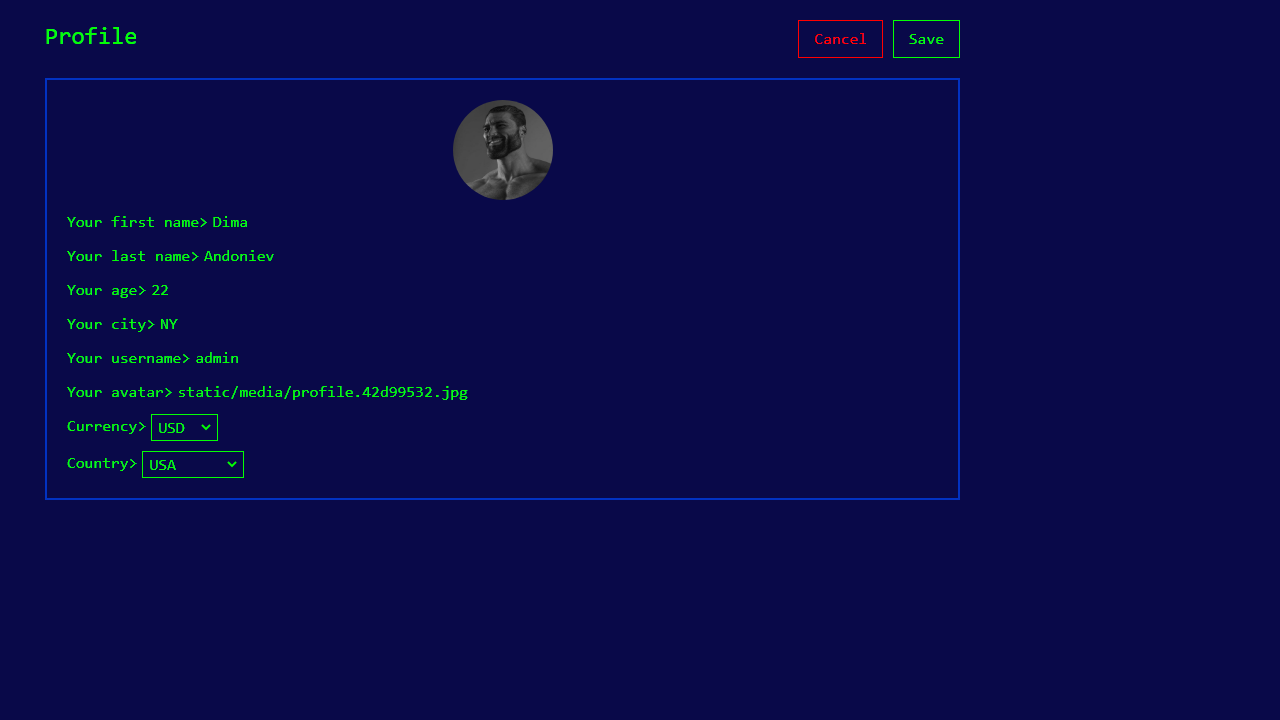 Profile
Cancel
Save
Your first name> Dima
Your last name> Andoniev
Your age> 22
Your city> NY
Your username> admin
Your avatar> static/media/profile.42d99532.jpg
Currency> USD
Country> USA